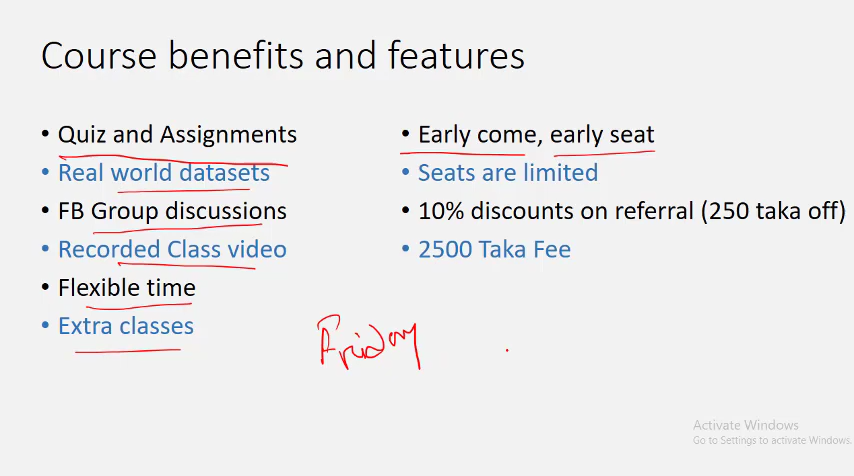 Course benefits and features
• Quiz and Assignments
• Real world datasets
• FB Group discussions
• Recorded Class video
• Flexible time
• Extra classes
• Early come, early seat
• Seats are limited
• 10% discounts on referral (250 taka off)
• 2500 Taka Fee
Friday
Activate Windows
Go to Settings to activate Windows.